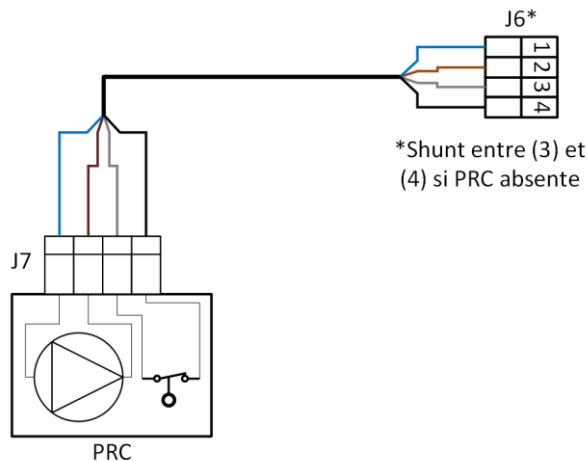 J6*
1
2
3
4
*Shunt entre (3) et
(4) si PRC absente
J7
PRC